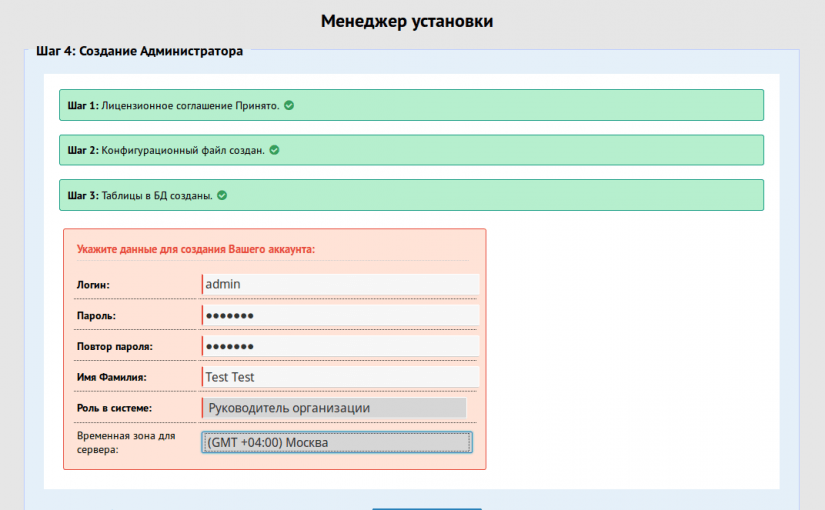 Менеджер установки
Шаг 4: Создание Администратора
Шаг 1: Лицензионное соглашение Принято.
Шаг 2: Конфигурационный файл создан.
Шаг 3: Таблицы в БД созданы.
Укажите данные для создания Вашего аккаунта:
Логин: admin
Пароль: •••••••
Повтор пароля: •••••••
Имя Фамилия: Test Test
Роль в системе: Руководитель организации
Временная зона для
сервера: (GMT +04:00) Москва